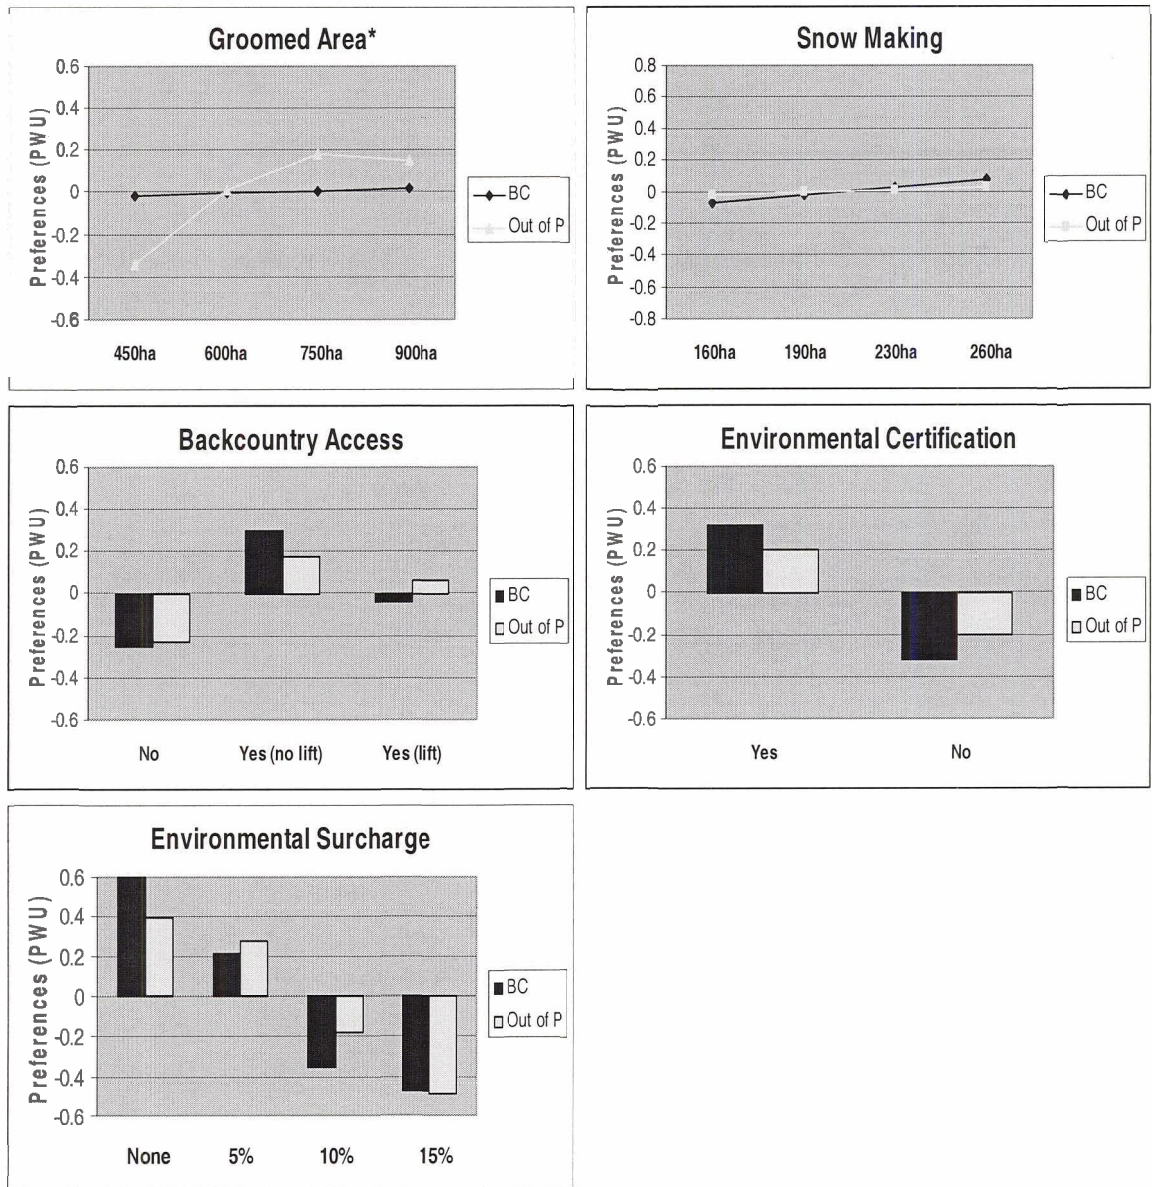 Groomed Area*
Preferences (PWU)
0.6
0.4
0.2
0
-0.2
-0.4
-0.6
450ha 600ha 750ha 900ha
BC
Out of P
Snow Making
Preferences (PWU)
0.8
0.6
0.4
0.2
0
-0.2
-0.4
-0.6
-0.8
160ha 190ha 230ha 260ha
BC
Out of P
Backcountry Access
Preferences (PWU)
0.6
0.4
0.2
0
-0.2
-0.4
-0.6
No Yes (no lift) Yes (lift)
BC
Out of P
Environmental Certification
Preferences (PWU)
0.6
0.4
0.2
0
-0.2
-0.4
-0.6
Yes No
BC
Out of P
Environmental Surcharge
Preferences (PWU)
0.6
0.4
0.2
0
-0.2
-0.4
-0.6
None 5% 10% 15%
BC
Out of P